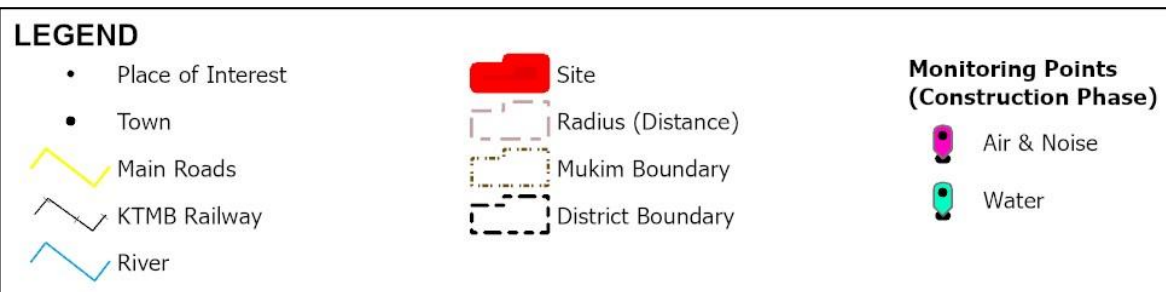 LEGEND
Place of Interest
Town
Main Roads
KTMB Railway
River
Site
Radius (Distance)
Mukim Boundary
District Boundary
Monitoring Points
(Construction Phase)
Air & Noise
Water